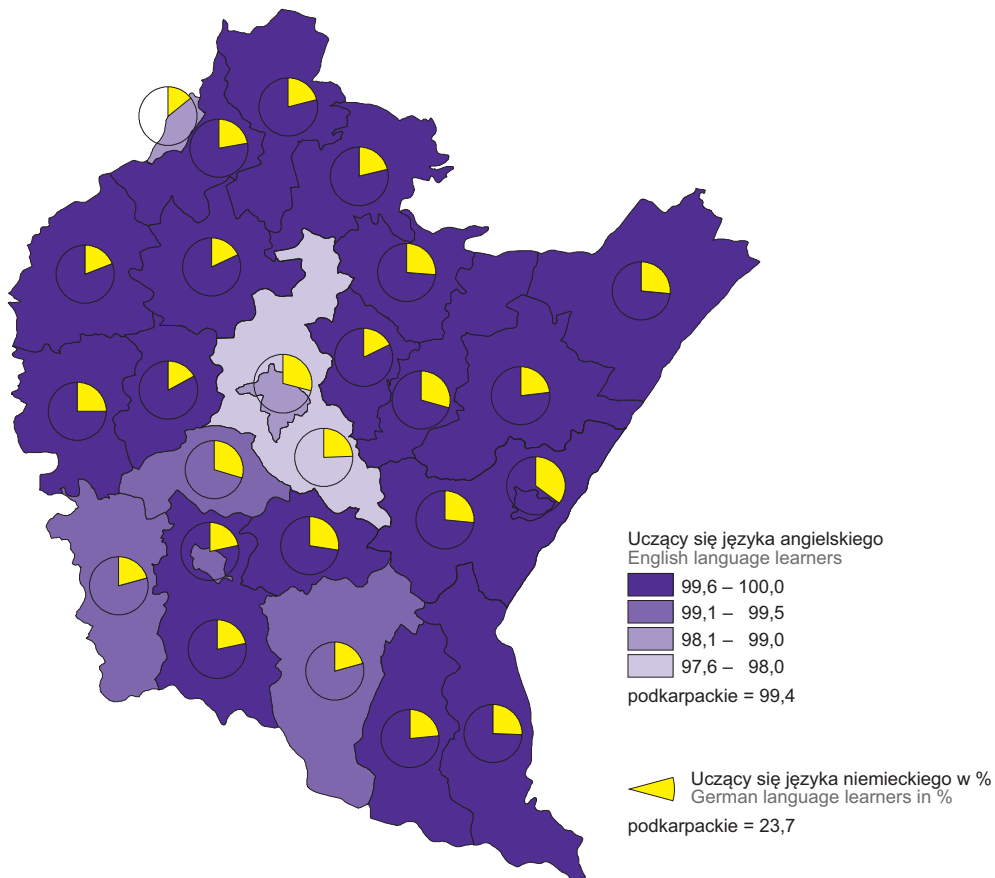 Uczący się języka angielskiego
English language learners
99,6 – 100,0
99,1 – 99,5
98,1 – 99,0
97,6 – 98,0
podkarpackie = 99,4
Uczący się języka niemieckiego w %
German language learners in %
podkarpackie = 23,7